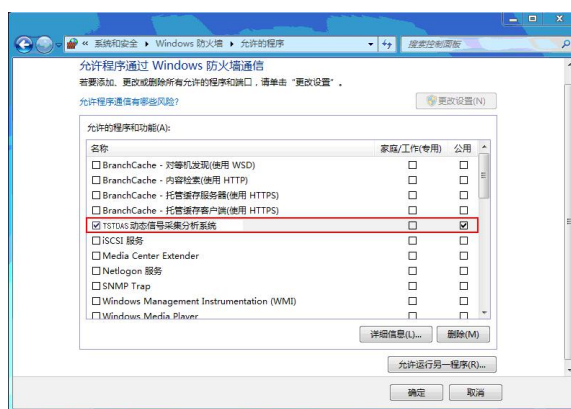 « 系统和安全 ▸ Windows 防火墙 ▸ 允许的程序
搜索控制面板
允许程序通过 Windows 防火墙通信
若要添加、更改或删除所有允许的程序和端口，请单击“更改设置”。
允许程序通信有哪些风险?
更改设置(N)
允许的程序和功能(A):
名称 家庭/工作(专用) 公用
BranchCache - 对等机发现(使用 WSD)
BranchCache - 内容检索(使用 HTTP)
BranchCache - 托管缓存服务器(使用 HTTPS)
BranchCache - 托管缓存客户端(使用 HTTPS)
TSTDAS 动态信号采集分析系统
iSCSI 服务
Media Center Extender
Netlogon 服务
SNMP Trap
Windows Management Instrumentation (WMI)
Windows Media Player
详细信息(L)... 删除(M)
允许运行另一程序(R)...
确定 取消